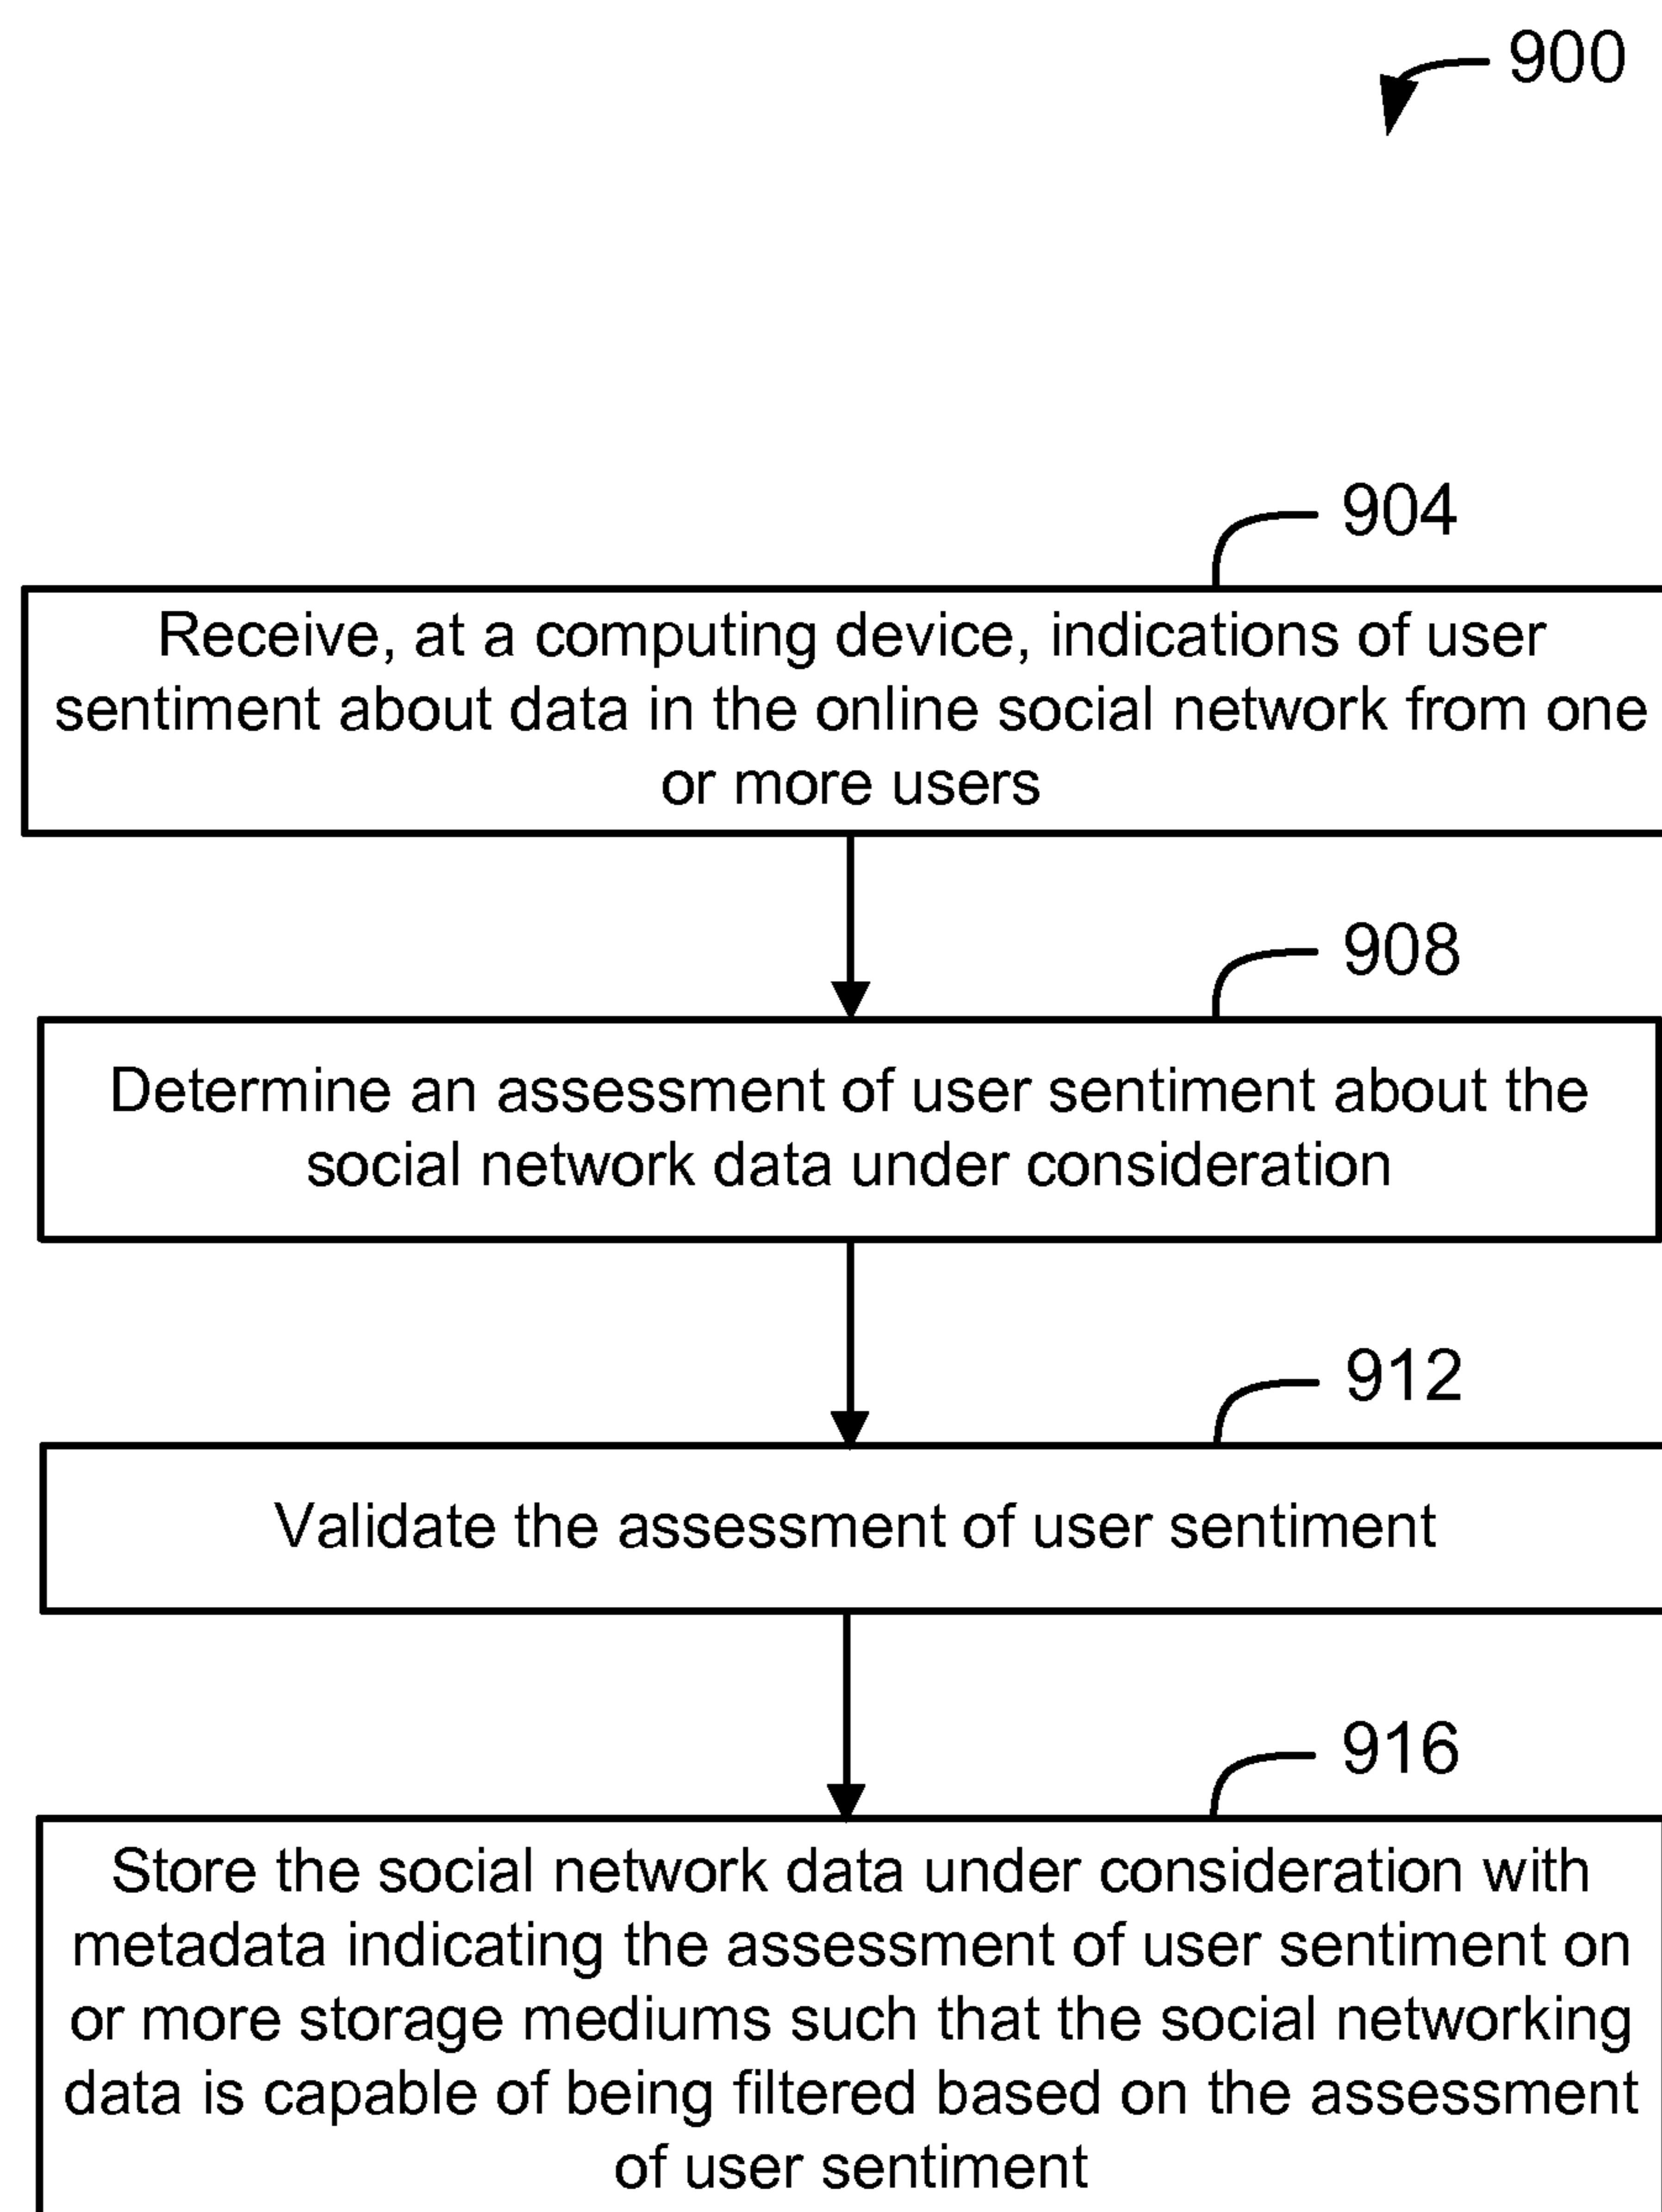 900
904
Receive, at a computing device, indications of user
sentiment about data in the online social network from one
or more users
908
Determine an assessment of user sentiment about the
social network data under consideration
912
Validate the assessment of user sentiment
916
Store the social network data under consideration with
metadata indicating the assessment of user sentiment on
or more storage mediums such that the social networking
data is capable of being filtered based on the assessment
of user sentiment